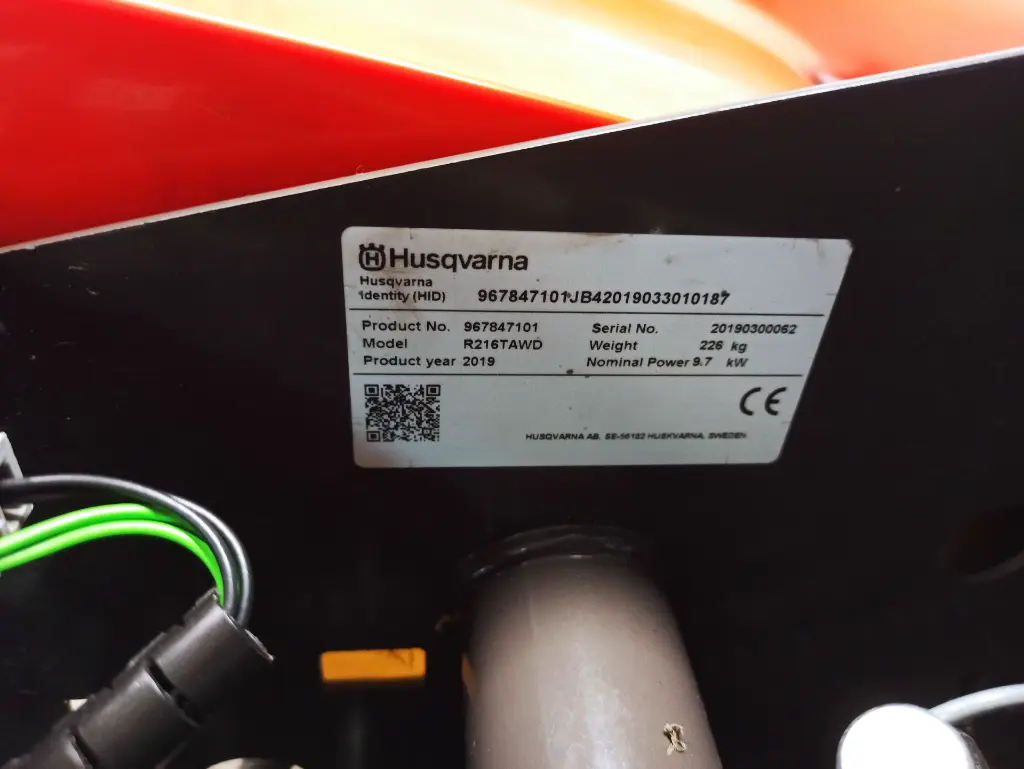 Husqvarna
Husqvarna
Identity (HID) 967847101JB42019033010187
Product No. 967847101 Serial No. 20190300062
Model R216TAWD Weight 226 kg
Product year 2019 Nominal Power 9.7 kW
CE
HUSQVARNA AB, SE-56182 HUSKVARNA, SWEDEN